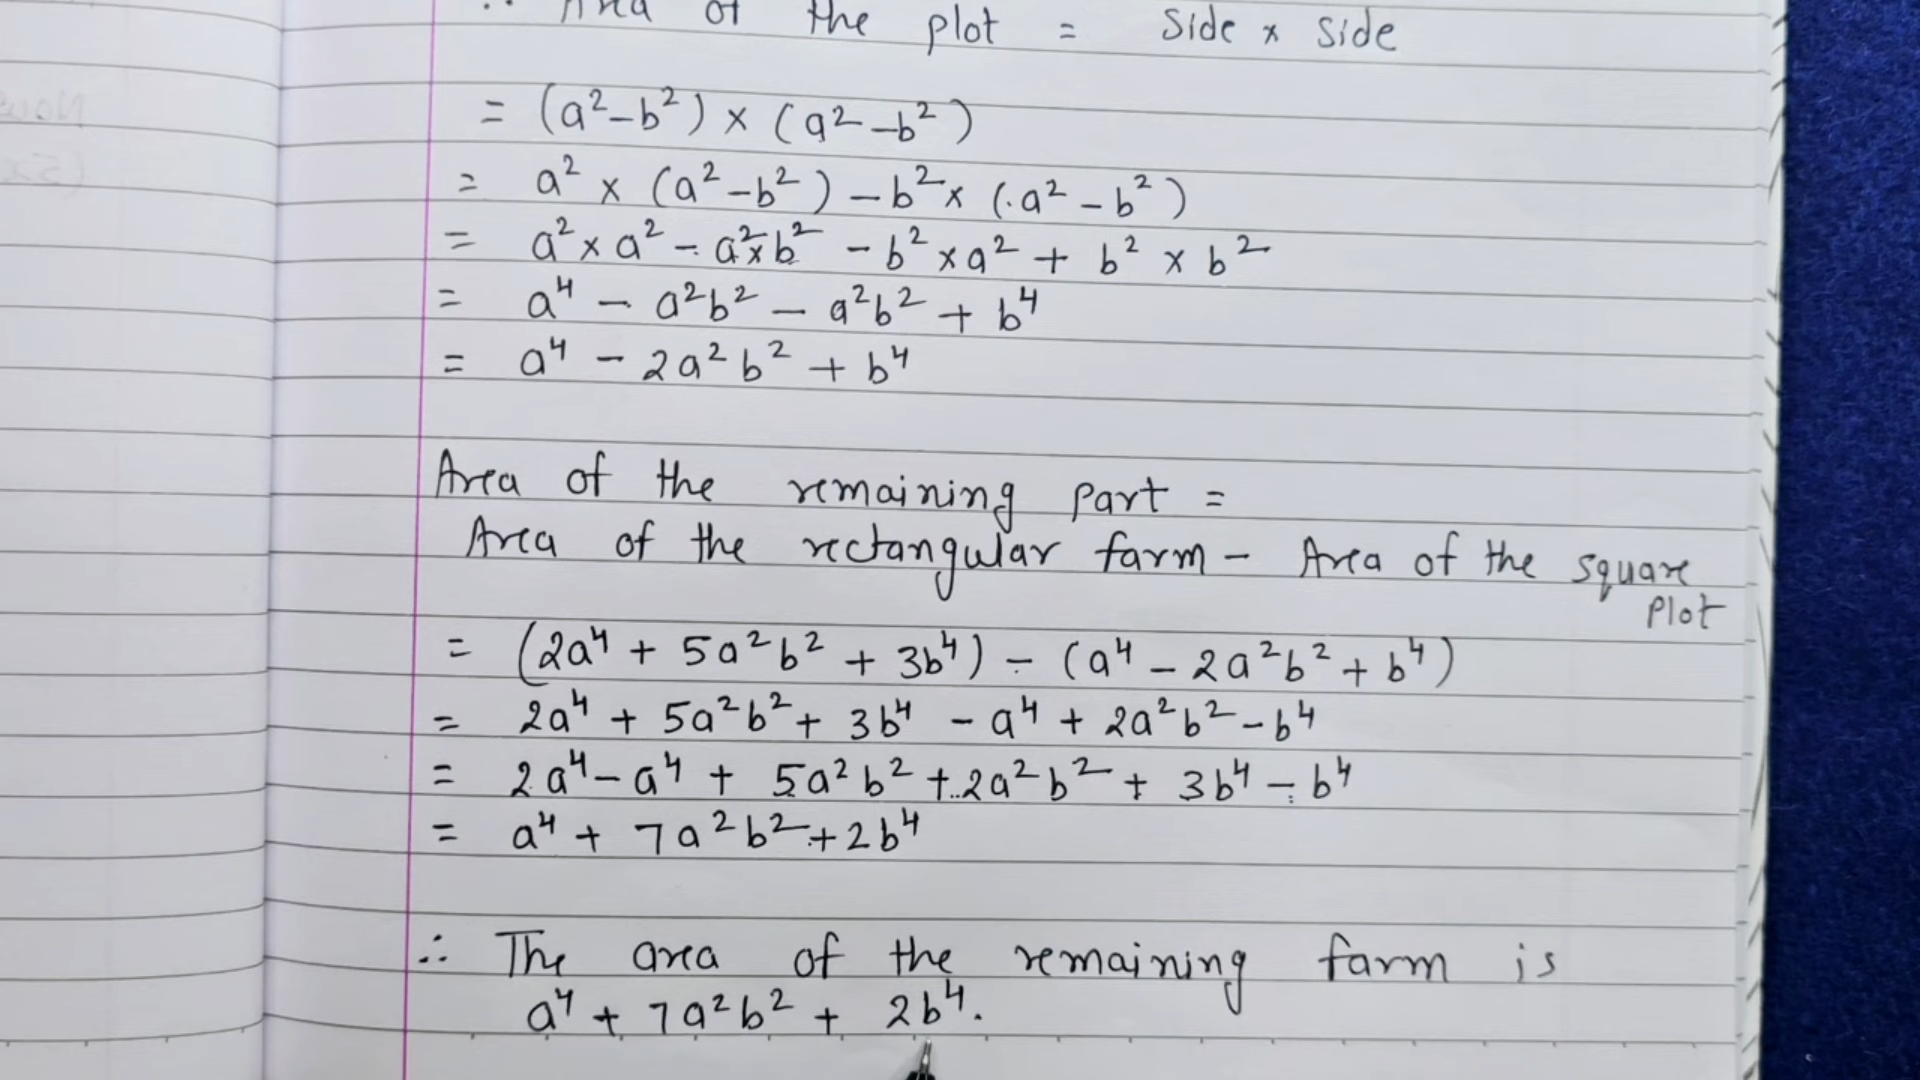 ∴ Area of the plot = Side × side
= (a²-b²) × (a²-b²)
= a² × (a²-b²) - b² × (a²-b²)
= a²×a² - a²×b² - b²×a² + b²×b²
= a⁴ - a²b² - a²b² + b⁴
= a⁴ - 2a²b² + b⁴
Area of the remaining part =
Area of the rectangular farm - Area of the square
plot
= (2a⁴ + 5a²b² + 3b⁴) - (a⁴ - 2a²b² + b⁴)
= 2a⁴ + 5a²b² + 3b⁴ - a⁴ + 2a²b² - b⁴
= 2a⁴ - a⁴ + 5a²b² + 2a²b² + 3b⁴ - b⁴
= a⁴ + 7a²b² + 2b⁴
∴ The area of the remaining farm is
a⁴ + 7a²b² + 2b⁴.